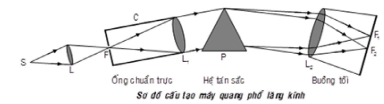 C
S L F L₁ P L₂ F₁
F₂
Ống chuẩn trực Hệ tán sắc Buồng tối
Sơ đồ cấu tạo máy quang phổ lăng kính